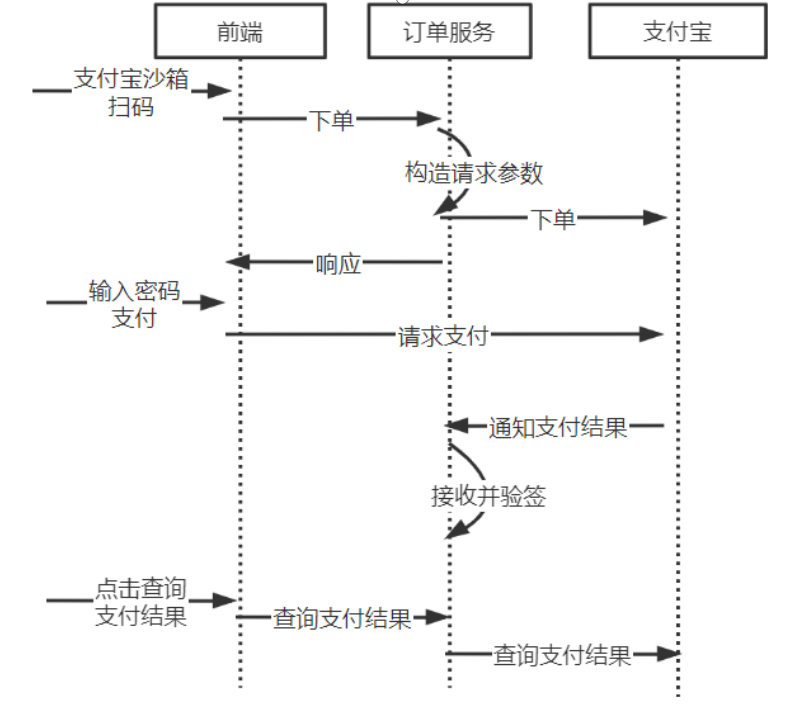 前端
订单服务
支付宝
支付宝沙箱
扫码
下单
构造请求参数
下单
响应
输入密码
支付
请求支付
通知支付结果
接收并验签
点击查询
支付结果
查询支付结果
查询支付结果